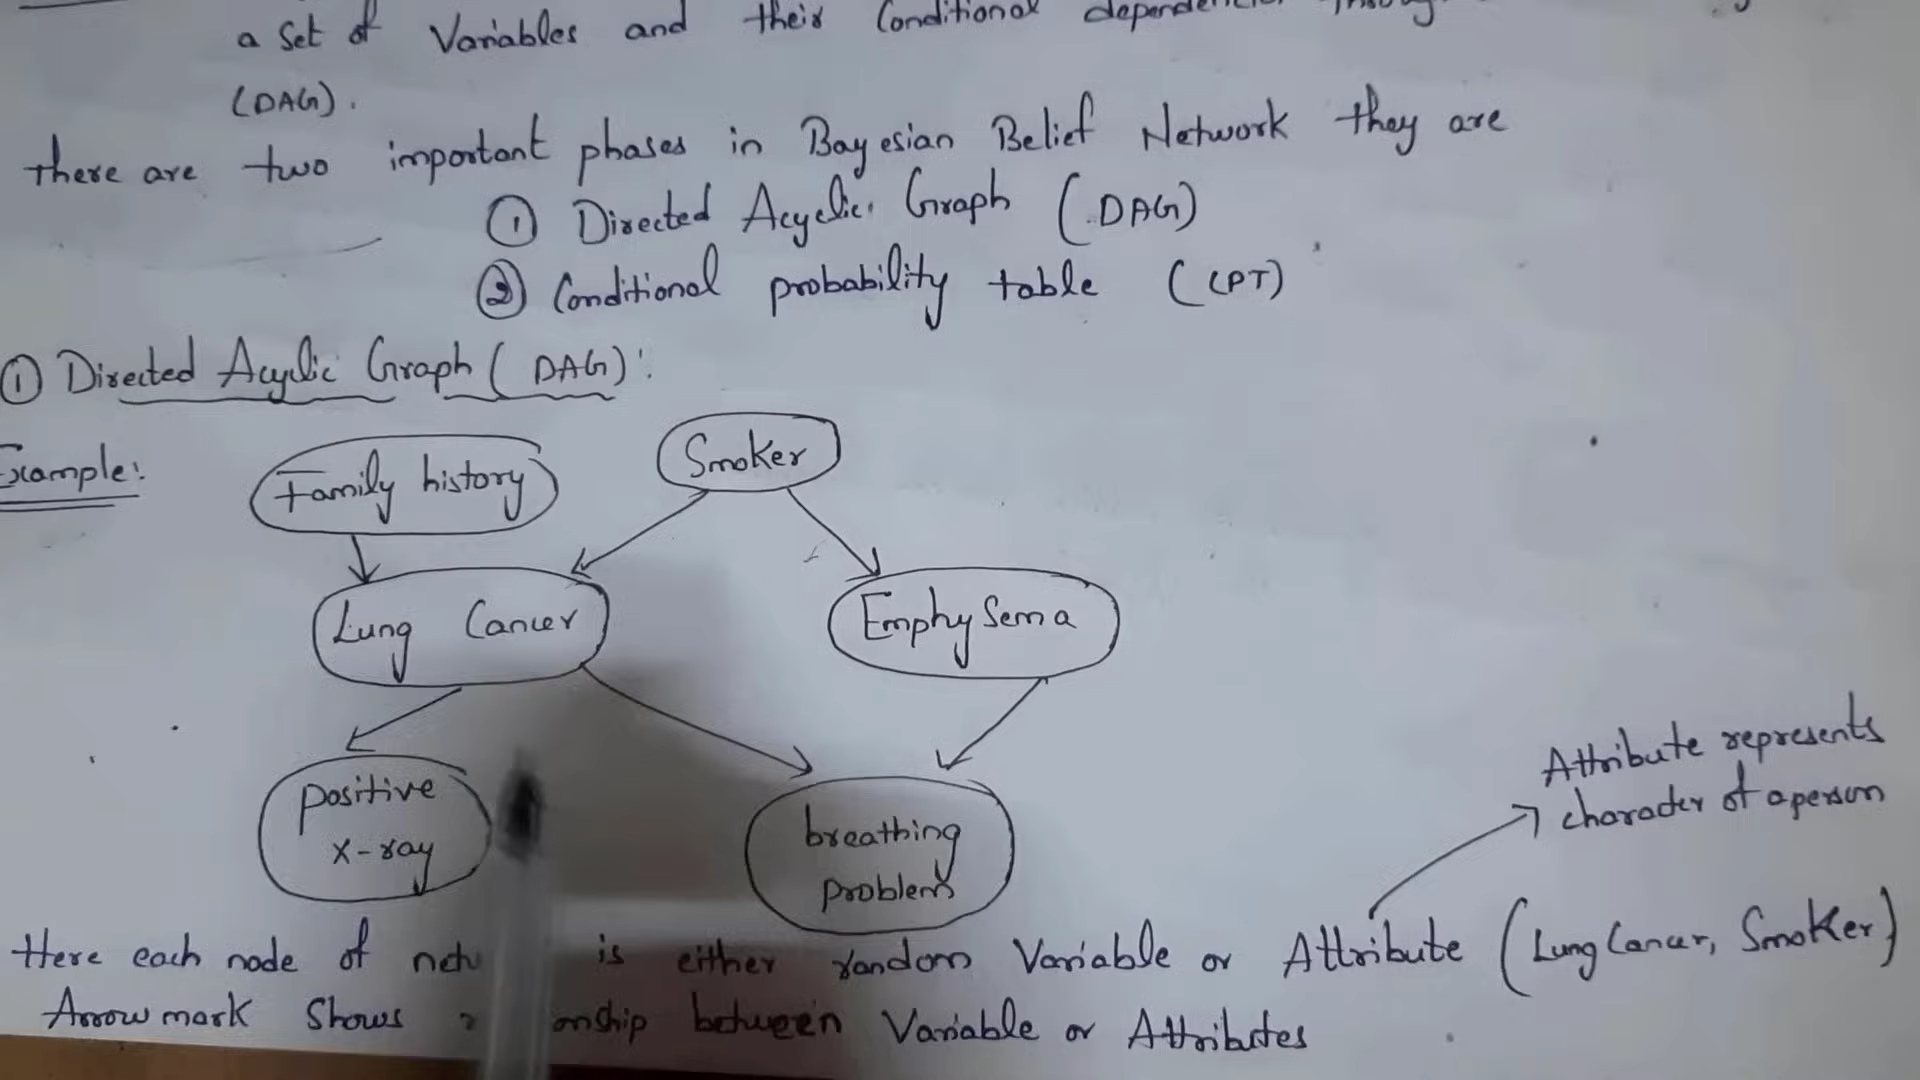 a Set of Variables and their Conditional
(DAG).
there are two important phases in Bayesian Belief Network they are
① Directed Acyclic Graph (DAG)
② Conditional probability table (CPT)
① Directed Acyclic Graph (DAG):
Example:
Family history
Smoker
Lung Cancer
Emphysema
positive
x-ray
breathing
problem
Attribute represents
character of a person
Here each node of is either random Variable or Attribute (Lung Cancer, Smoker)
Arrow mark Shows between Variable or Attributes